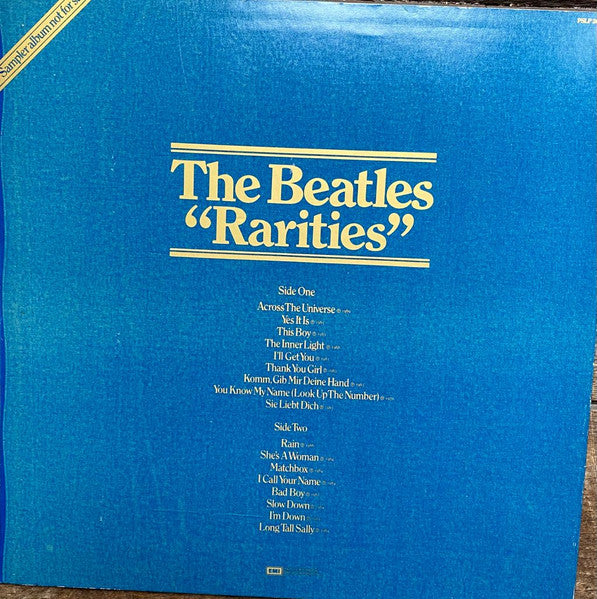 Sampler album not for
PSLP
The Beatles
“Rarities”
Side One
Across The Universe
Yes It Is
This Boy
The Inner Light
I'll Get You
Thank You Girl
Komm, Gib Mir Deine Hand
You Know My Name (Look Up The Number)
Sie Liebt Dich
Side Two
Rain
She's A Woman
Matchbox
I Call Your Name
Bad Boy
Slow Down
I'm Down
Long Tall Sally
EMI